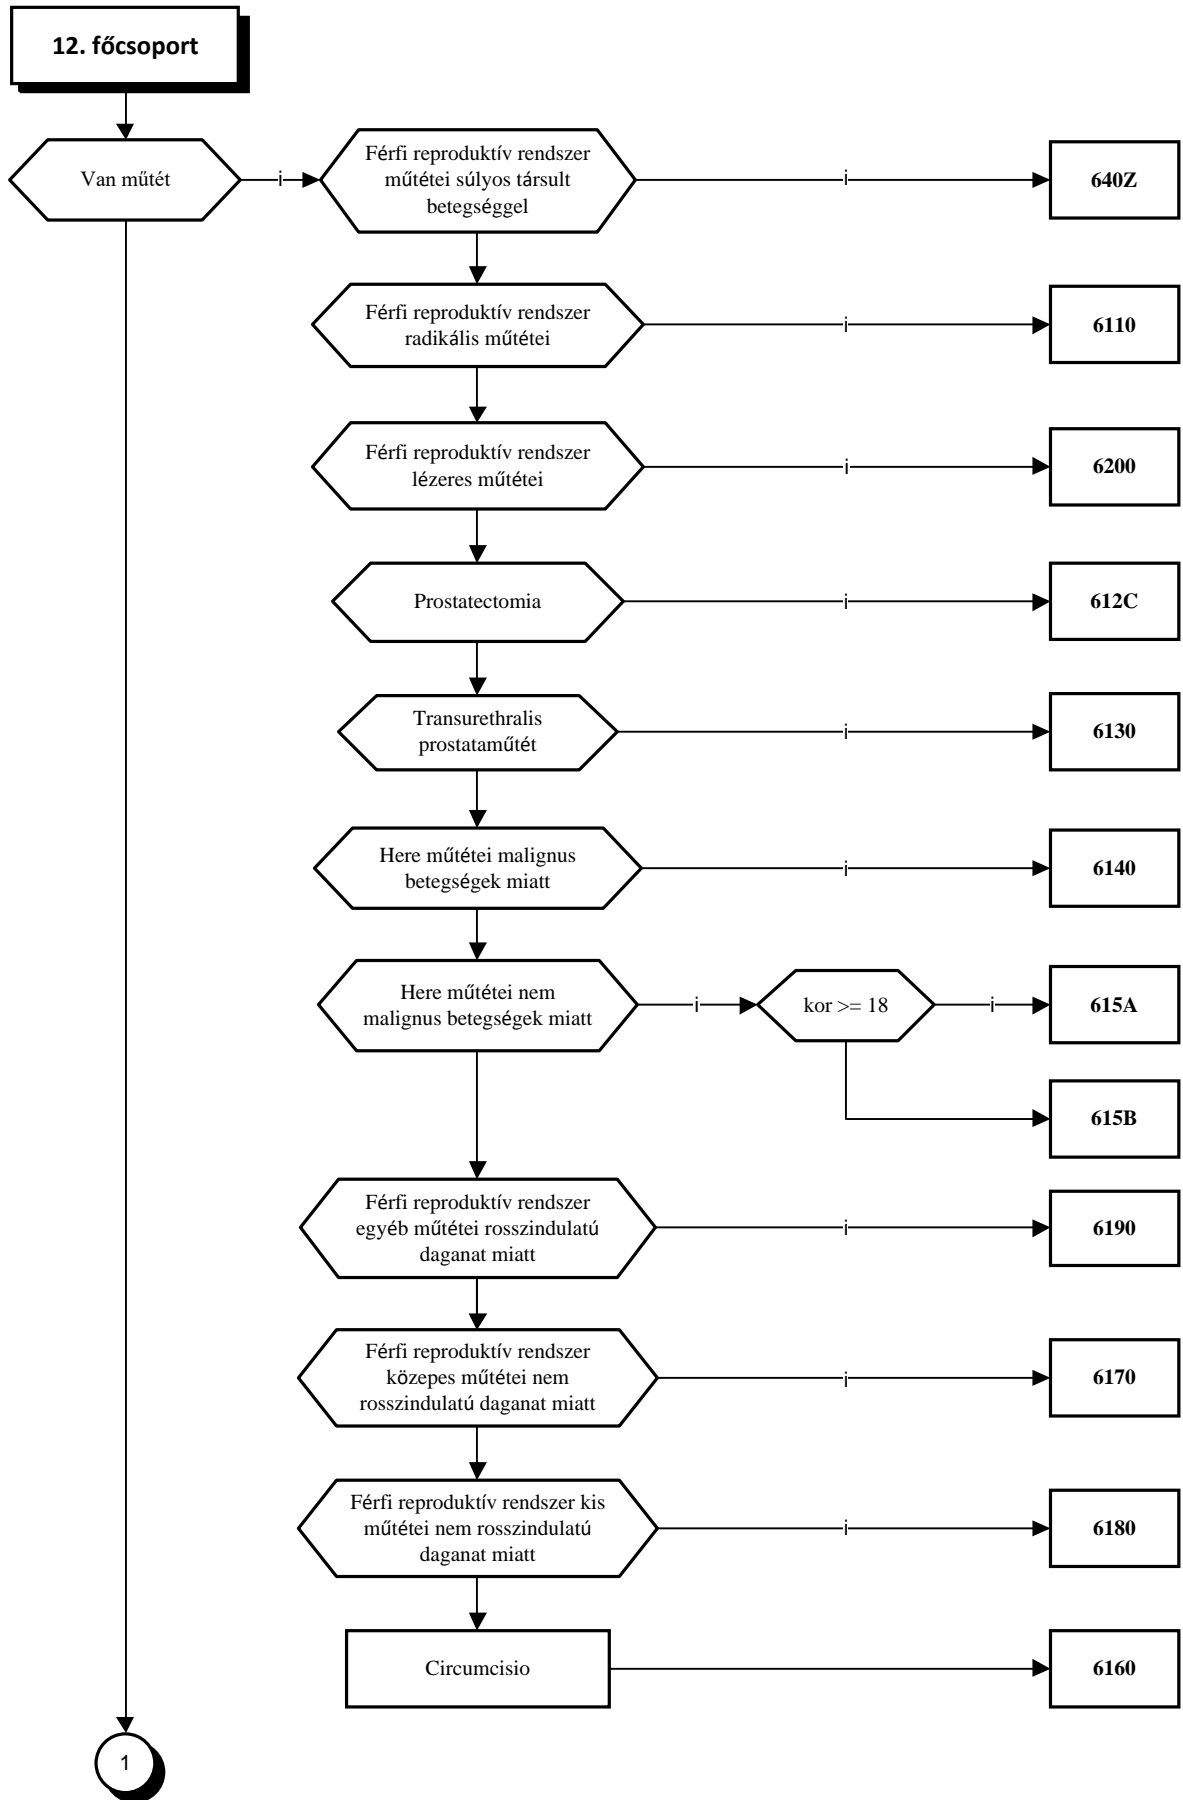 12. főcsoport
Van műtét
i
Férfi reproduktív rendszer
műtétei súlyos társult
betegséggel
i
640Z
Férfi reproduktív rendszer
radikális műtétei
i
6110
Férfi reproduktív rendszer
lézeres műtétei
i
6200
Prostatectomia
i
612C
Transurethralis
prostataműtét
i
6130
Here műtétei malignus
betegségek miatt
i
6140
Here műtétei nem
malignus betegségek miatt
i
kor >= 18
i
615A
615B
Férfi reproduktív rendszer
egyéb műtétei rosszindulatú
daganat miatt
i
6190
Férfi reproduktív rendszer
közepes műtétei nem
rosszindulatú daganat miatt
i
6170
Férfi reproduktív rendszer kis
műtétei nem rosszindulatú
daganat miatt
i
6180
Circumcisio
6160
1